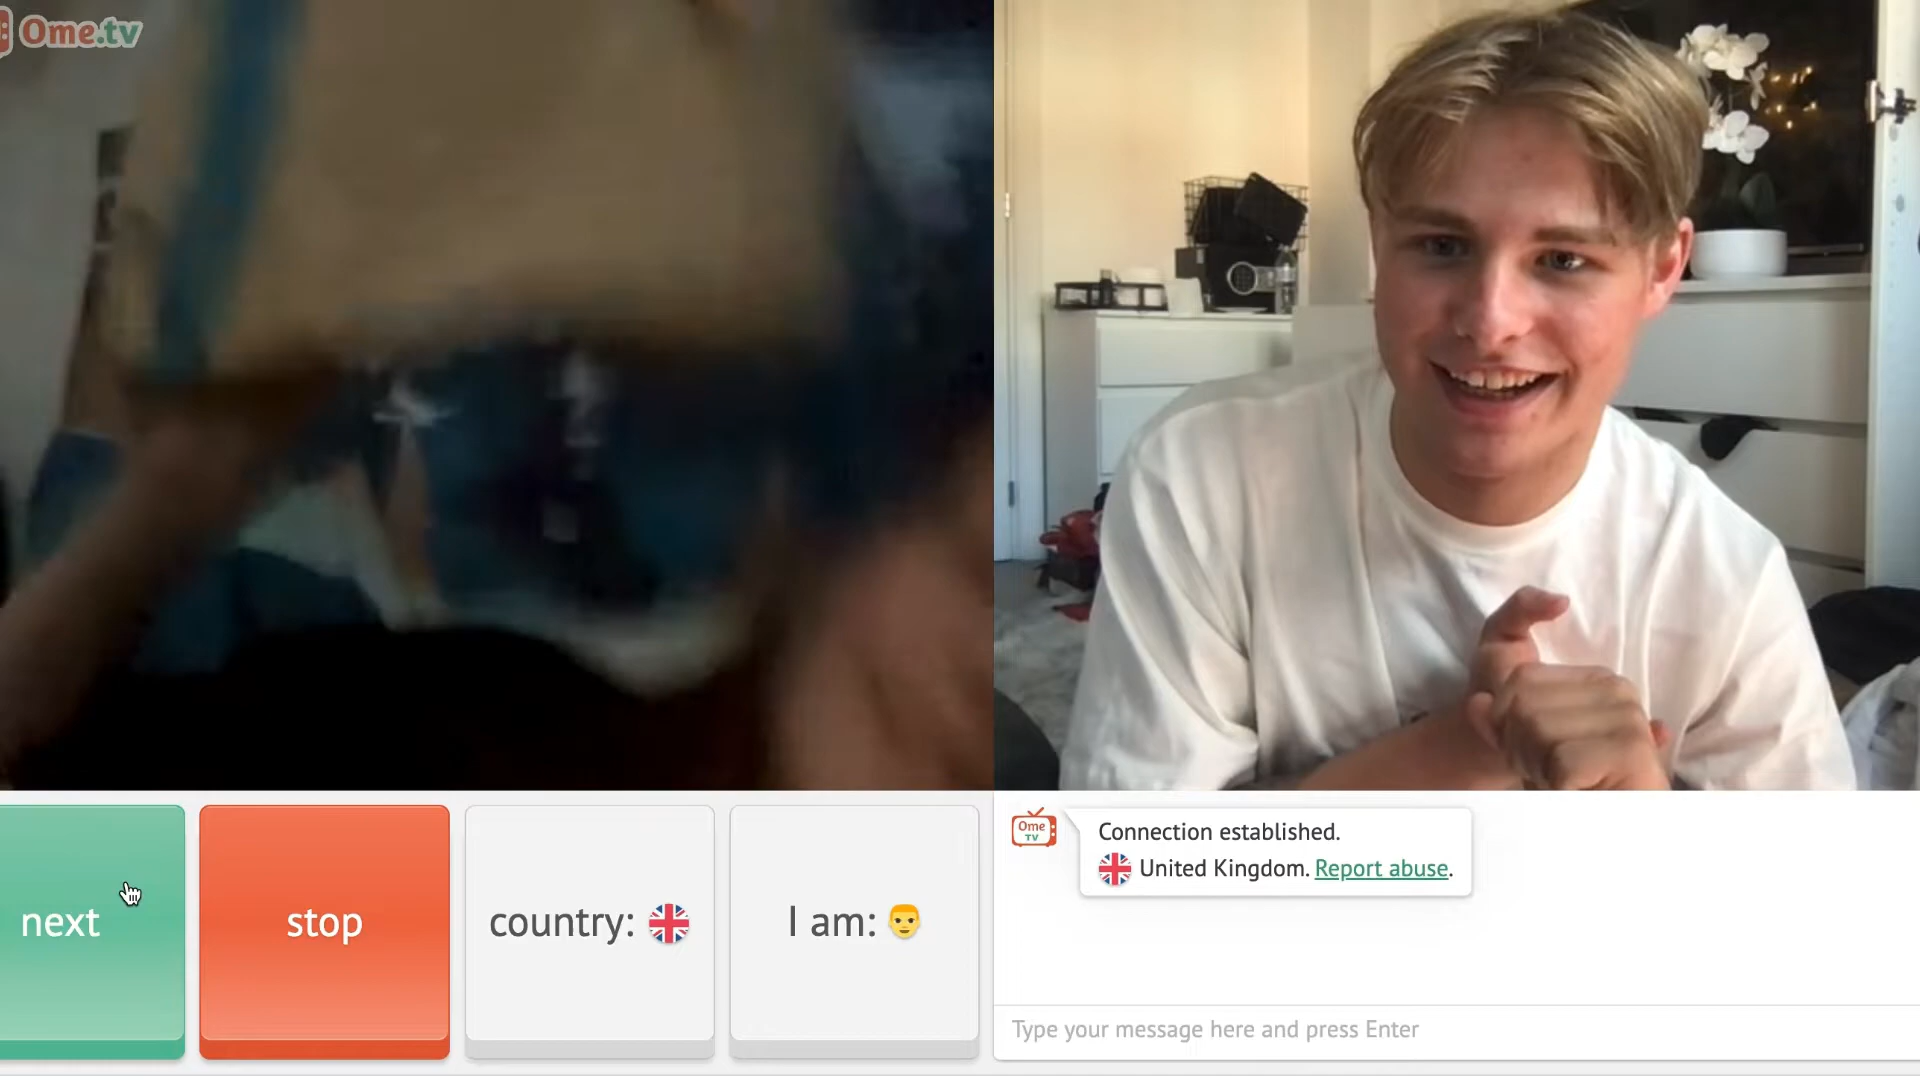 Ome.tv
next
stop
country:
I am:
Ome
TV
Connection established.
United Kingdom. Report abuse.
Type your message here and press Enter